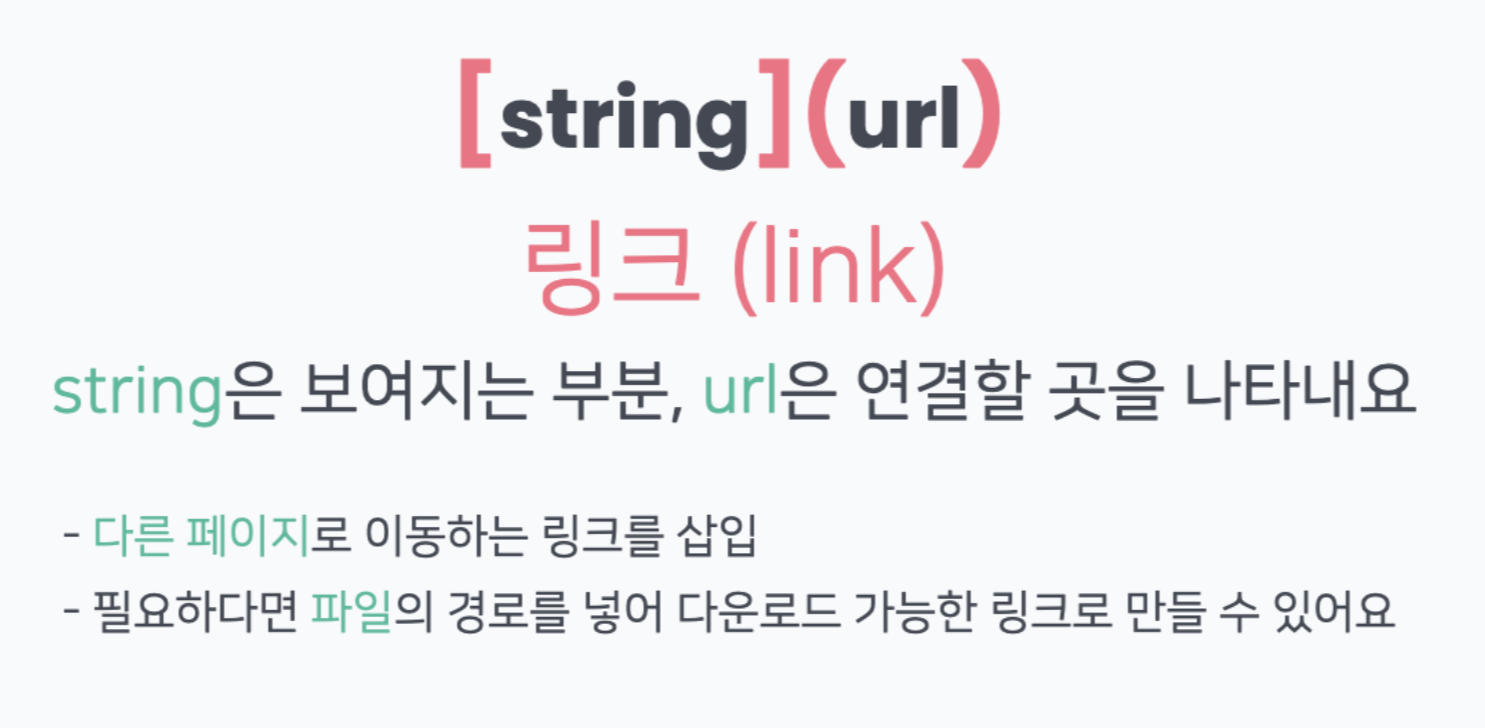 [string](url)
링크 (link)
string은 보여지는 부분, url은 연결할 곳을 나타내요
- 다른 페이지로 이동하는 링크를 삽입
- 필요하다면 파일의 경로를 넣어 다운로드 가능한 링크로 만들 수 있어요